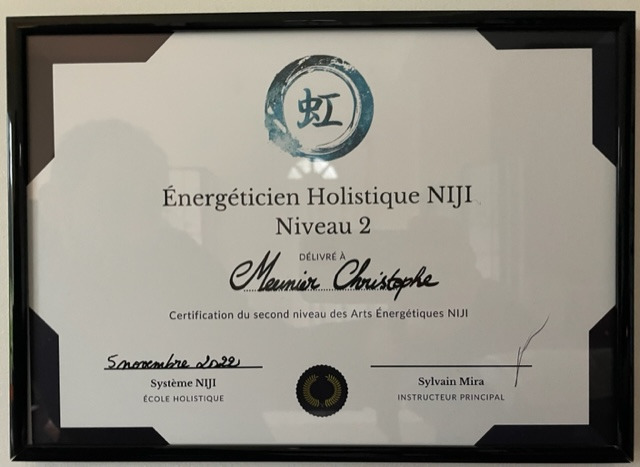 虹
Énergéticien Holistique NIJI
Niveau 2
DÉLIVRÉ À
Meunier Christophe
Certification du second niveau des Arts Énergétiques NIJI
5 novembre 2022
Système NIJI
ÉCOLE HOLISTIQUE
Sylvain Mira
INSTRUCTEUR PRINCIPAL